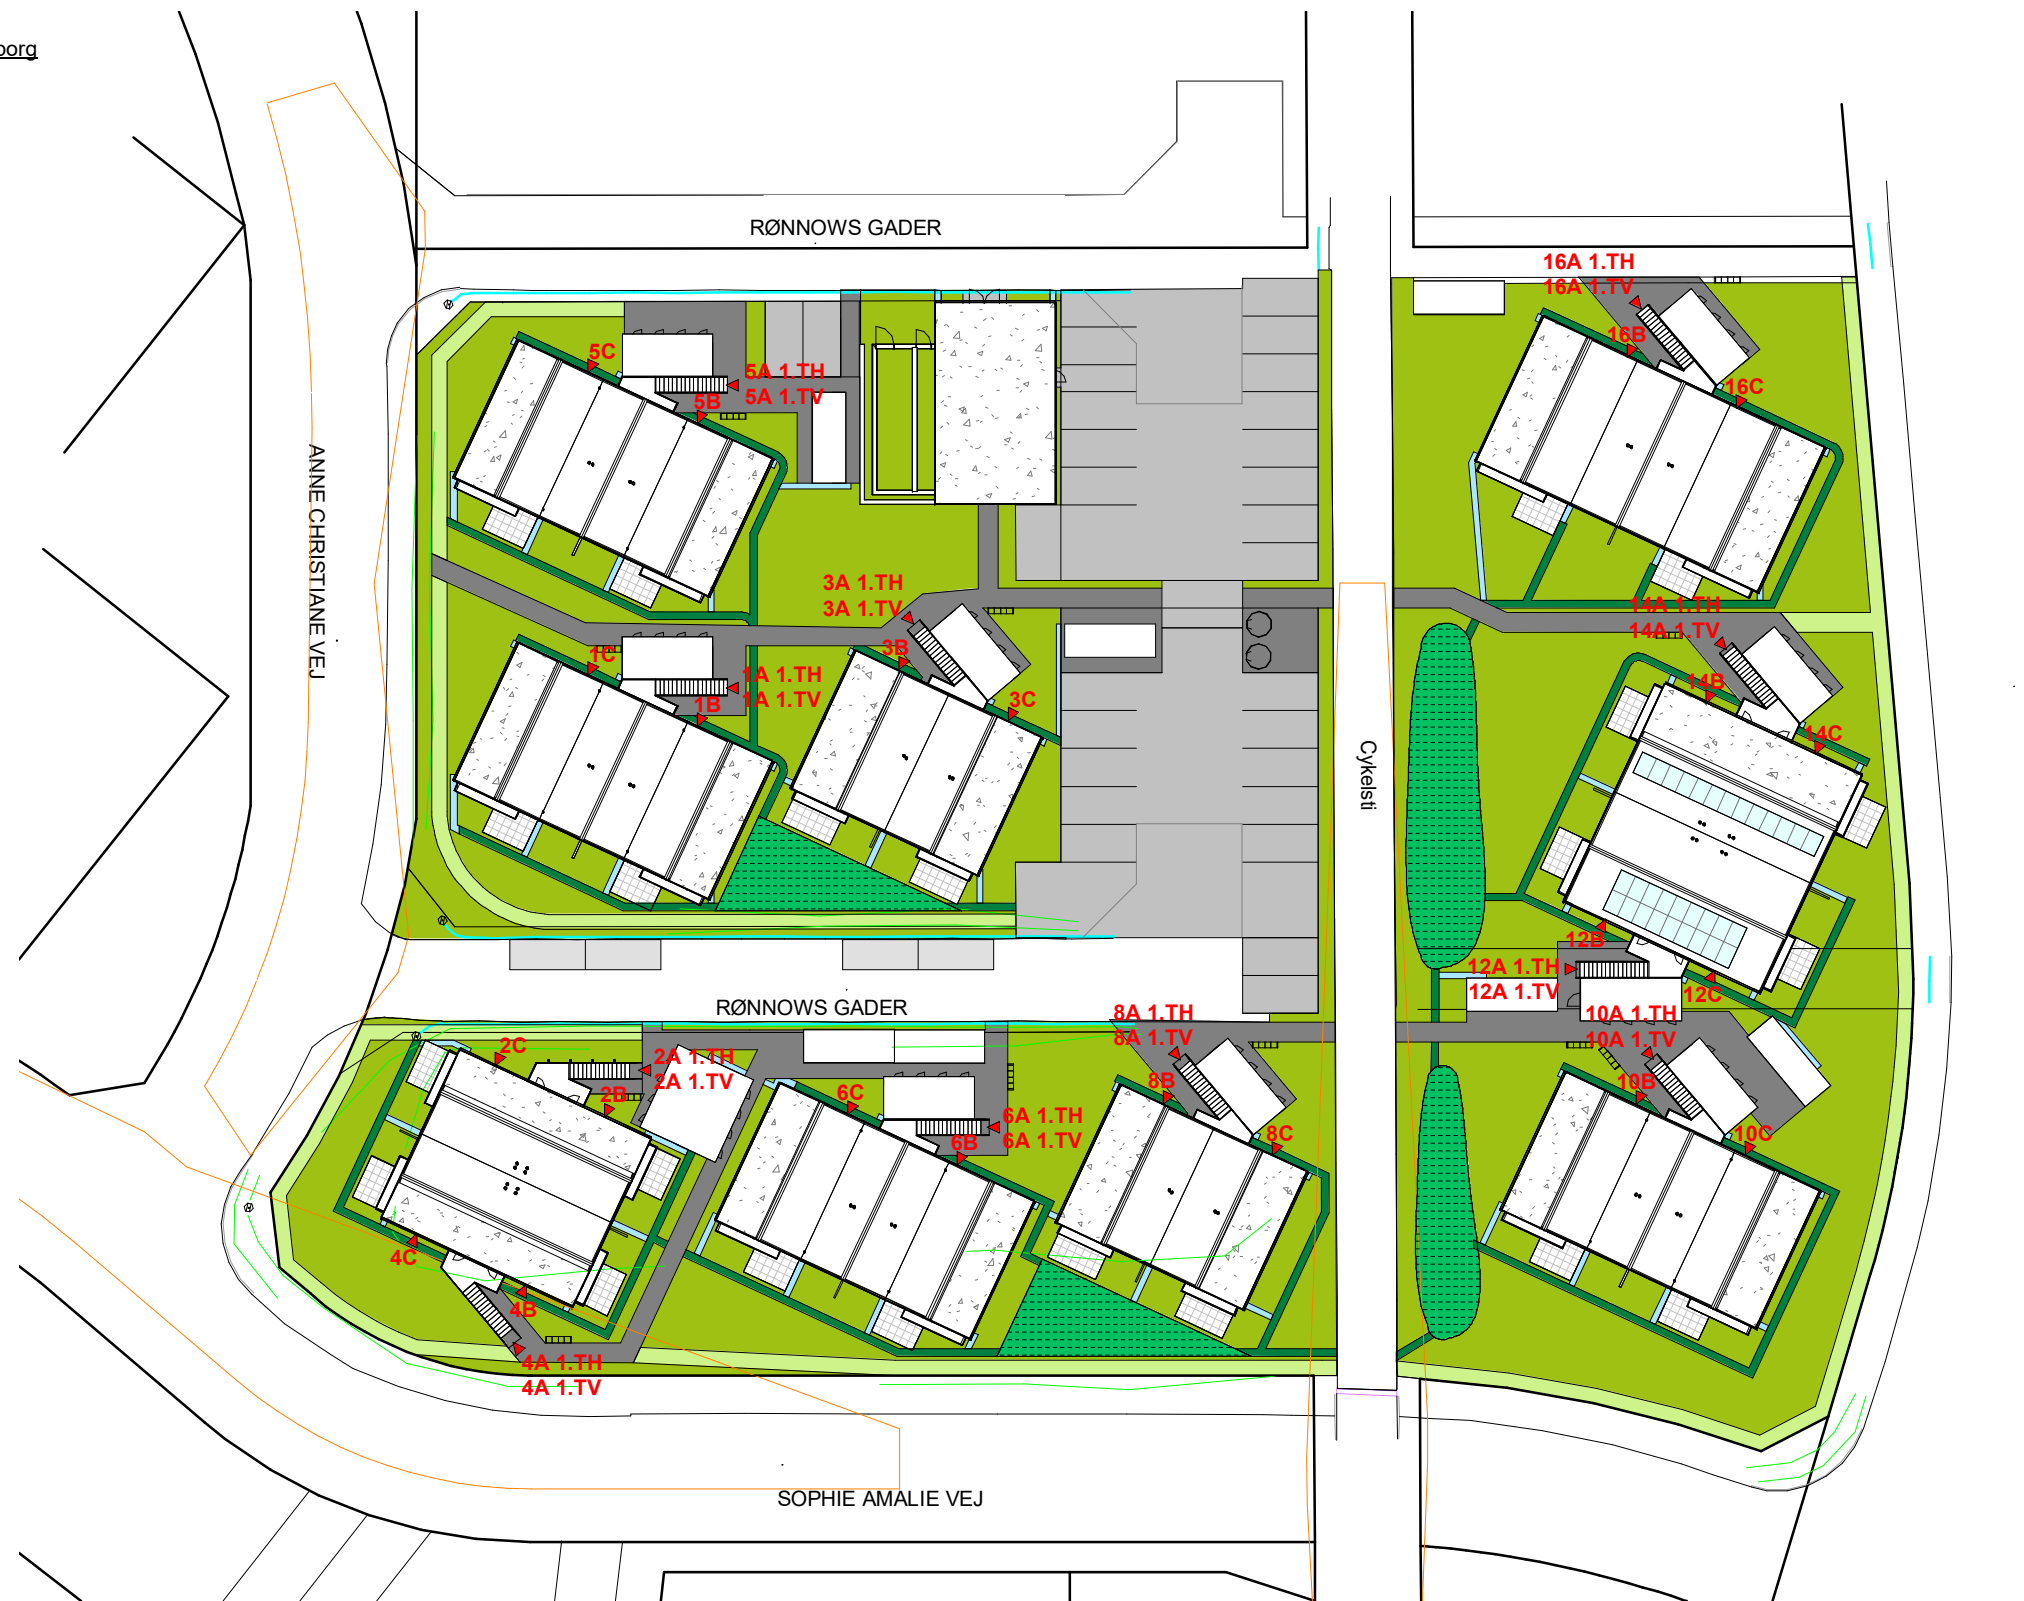 borg
RØNNOWS GADER
16A 1.TH
16A 1.TV
16B
16C
5C
5A 1.TH
5A 1.TV
5B
ANNE CHRISTIANE VEJ
3A 1.TH
3A 1.TV
3B
3C
1C
1A 1.TH
1A 1.TV
1B
14A 1.TH
14A 1.TV
14B
14C
Cykelsti
12B
12A 1.TH
12A 1.TV
12C
RØNNOWS GADER
10A 1.TH
10A 1.TV
10B
10C
8A 1.TH
8A 1.TV
8B
8C
2C
2A 1.TH
2A 1.TV
2B
6C
6A 1.TH
6A 1.TV
6B
4C
4B
4A 1.TH
4A 1.TV
SOPHIE AMALIE VEJ